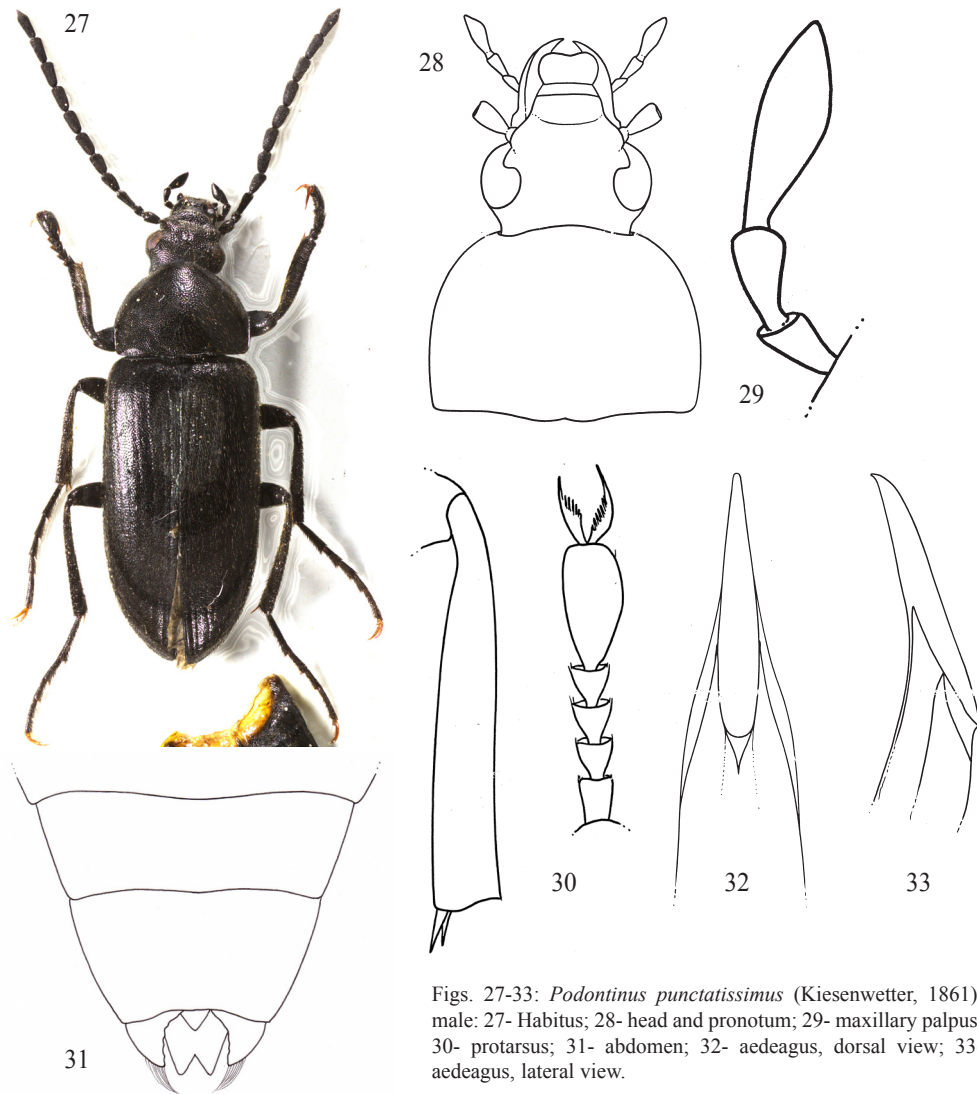 27
28
29
30
32
33
31
Figs. 27-33: Podontinus punctatissimus (Kiesenwetter, 1861)
male: 27- Habitus; 28- head and pronotum; 29- maxillary palpus
30- protarsus; 31- abdomen; 32- aedeagus, dorsal view; 33
aedeagus, lateral view.